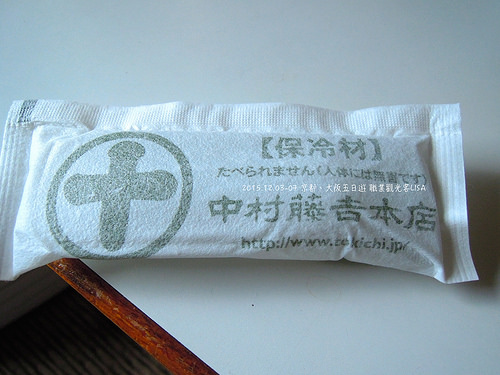 【保冷材】
たべられません(人体には無害です)
2015.12.03-07 京都、大阪五日遊 職業觀光客LISA
中村藤吉本店
http://www.tokichi.jp/